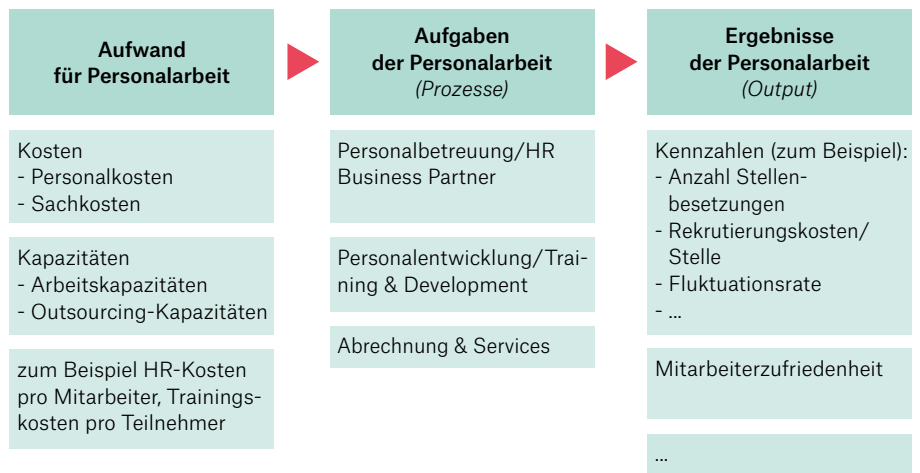 Aufwand
für Personalarbeit
Kosten
- Personalkosten
- Sachkosten
Kapazitäten
- Arbeitskapazitäten
- Outsourcing-Kapazitäten
zum Beispiel HR-Kosten
pro Mitarbeiter, Trainings-
kosten pro Teilnehmer
Aufgaben
der Personalarbeit
(Prozesse)
Personalbetreuung/HR
Business Partner
Personalentwicklung/Trai-
ning & Development
Abrechnung & Services
Ergebnisse
der Personalarbeit
(Output)
Kennzahlen (zum Beispiel):
- Anzahl Stellen-
besetzungen
- Rekrutierungskosten/
Stelle
- Fluktuationsrate
- ...
Mitarbeiterzufriedenheit
...